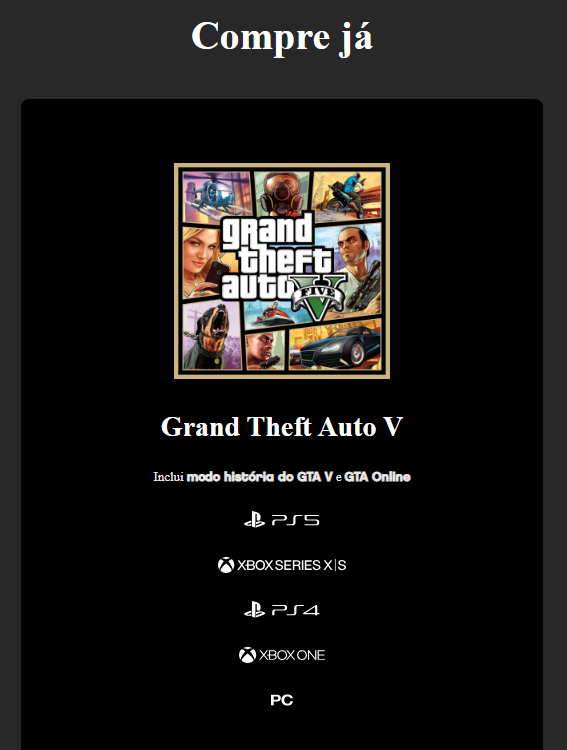 Compre já
grand
theft
auto
FIVE
Grand Theft Auto V
Inclui modo história do GTA V e GTA Online
PS5
XBOX SERIES X|S
PS4
XBOX ONE
PC